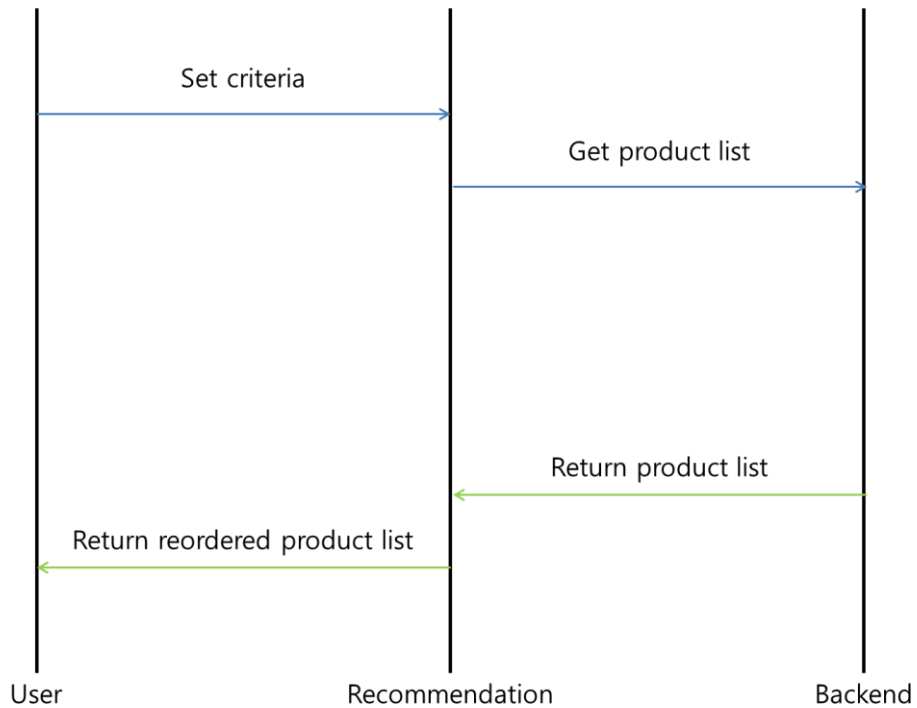 Set criteria
Get product list
Return product list
Return reordered product list
User
Recommendation
Backend